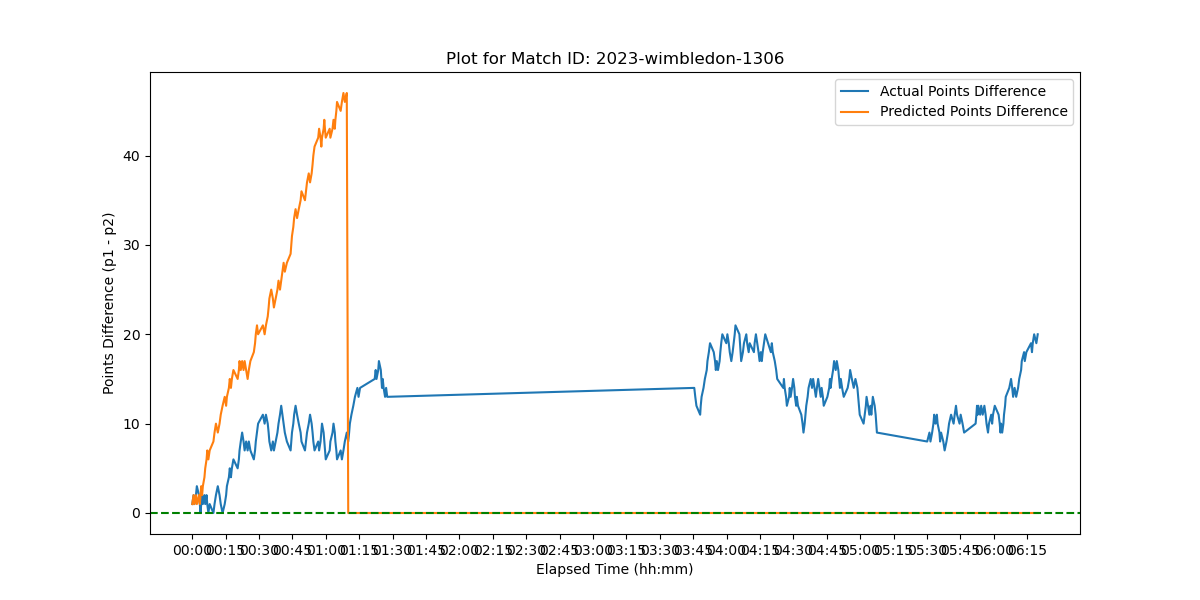 Plot for Match ID: 2023-wimbledon-1306
Actual Points Difference
Predicted Points Difference
Points Difference (p1 - p2)
40
30
20
10
0
00:00 00:15 00:30 00:45 01:00 01:15 01:30 01:45 02:00 02:15 02:30 02:45 03:00 03:15 03:30 03:45 04:00 04:15 04:30 04:45 05:00 05:15 05:30 05:45 06:00 06:15
Elapsed Time (hh:mm)